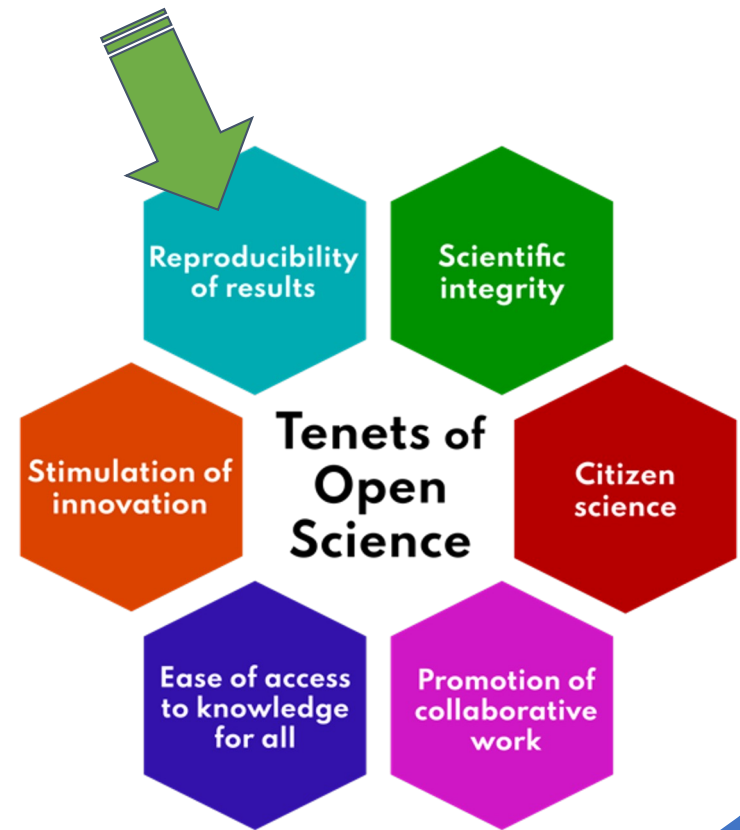 Reproducibility
of results
Scientific
integrity
Stimulation of
innovation
Tenets of
Open
Science
Citizen
science
Ease of access
to knowledge
for all
Promotion of
collaborative
work